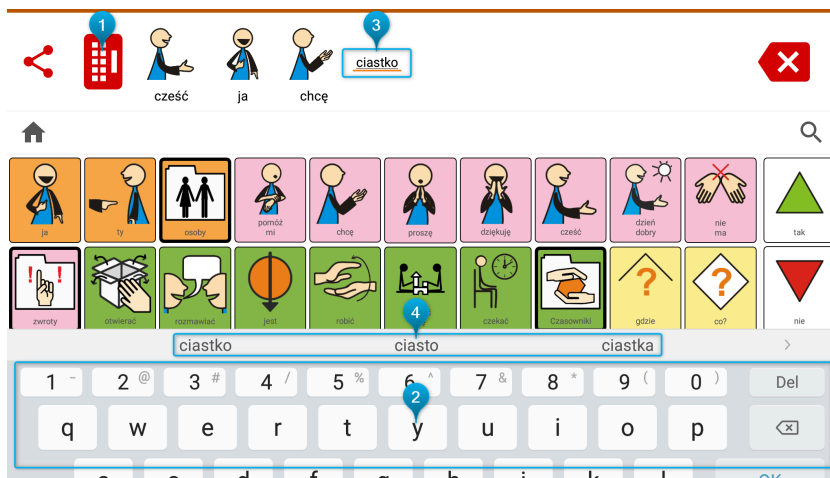 1
3
ciastko
cześć ja chcę
ja ty osoby pomóż mi chcę proszę dziękuję cześć dzień dobry nie ma tak
zwroty otwierać rozmawiać jest robić czekać Czasowniki gdzie co? nie
4
ciastko ciasto ciastka
1 - 2 @ 3 # 4 / 5 % 6 ^ 7 & 8 * 9 ( 0 ) Del
2
q w e r t y u i o p